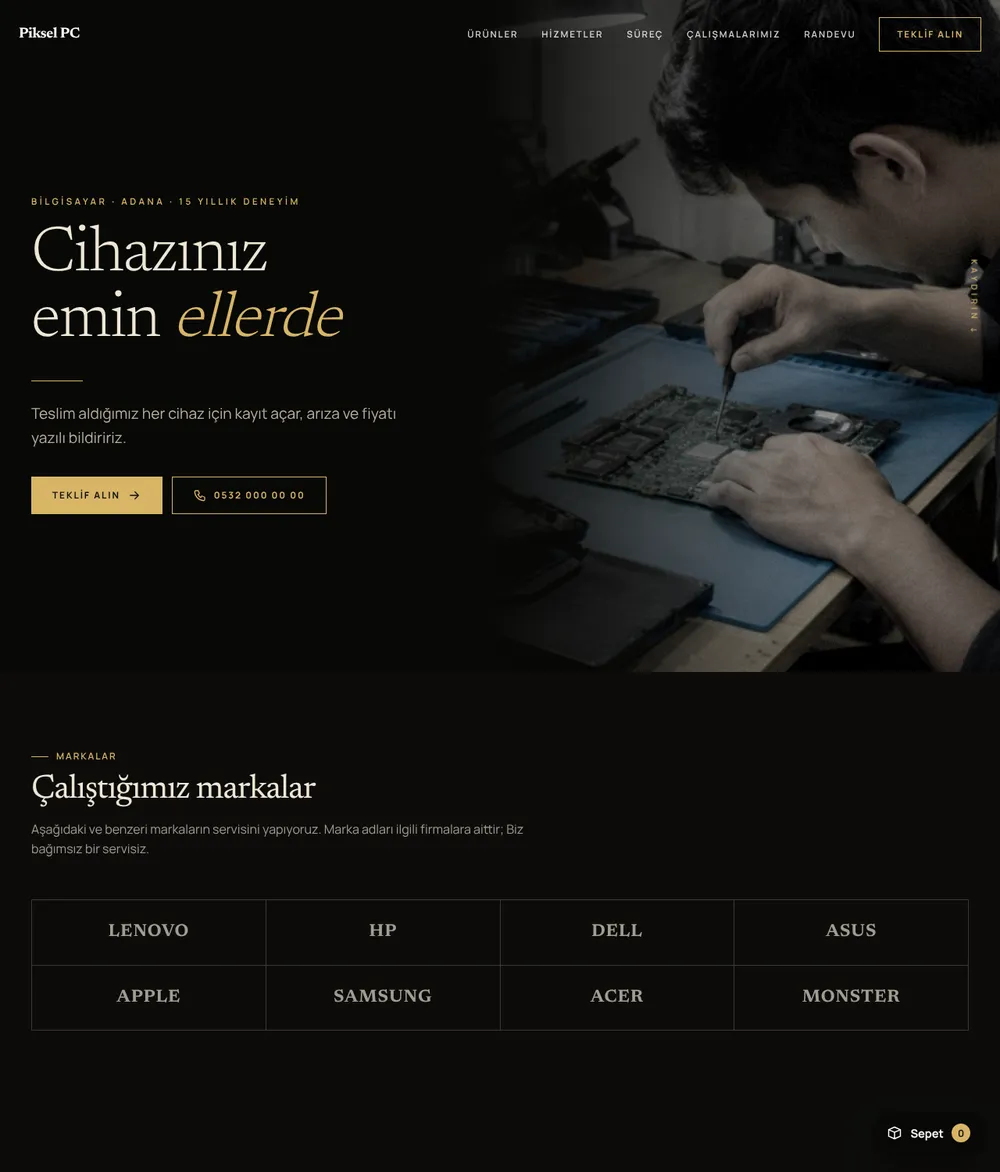 Piksel PC
ÜRÜNLER
HİZMETLER
SÜREÇ
ÇALIŞMALARIMIZ
RANDEVU
TEKLİF ALIN
BİLGİSAYAR · ADANA · 15 YILLIK DENEYİM
Cihazınız
emin ellerde
KAYDIRIN ↓
Teslim aldığımız her cihaz için kayıt açar, arıza ve fiyatı
yazılı bildiririz.
TEKLİF ALIN →
0532 000 00 00
MARKALAR
Çalıştığımız markalar
Aşağıdaki ve benzeri markaların servisini yapıyoruz. Marka adları ilgili firmalara aittir; Biz
bağımsız bir servisiz.
LENOVO
HP
DELL
ASUS
APPLE
SAMSUNG
ACER
MONSTER
Sepet 0